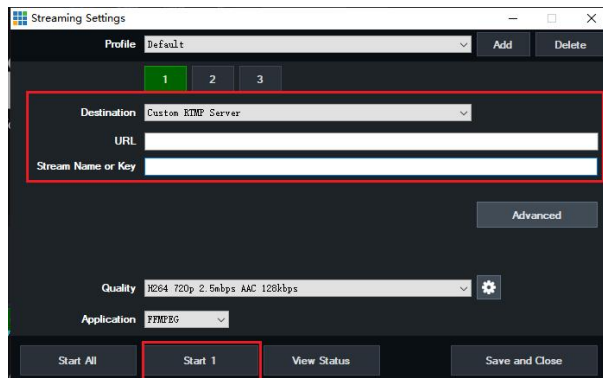 Streaming Settings
Profile Default Add Delete
1 2 3
Destination Custom RTMP Server
URL
Stream Name or Key
Advanced
Quality H264 720p 2.5mbps AAC 128kbps
Application FFMPEG
Start All Start 1 View Status Save and Close